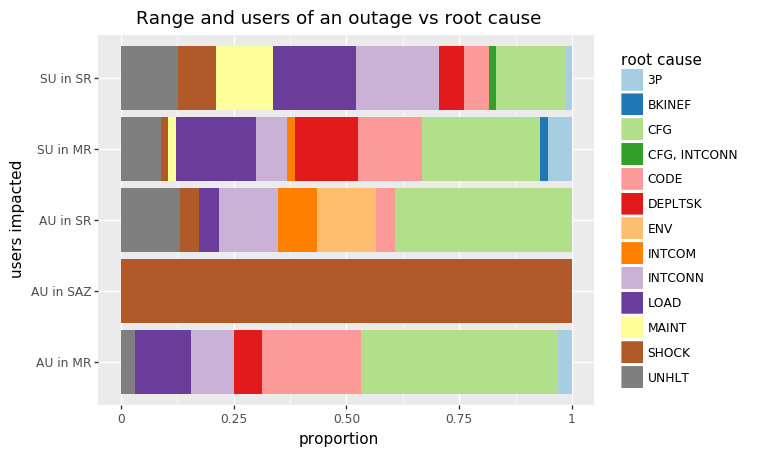 Range and users of an outage vs root cause
users impacted
SU in SR
SU in MR
AU in SR
AU in SAZ
AU in MR
0
0.25
0.50
0.75
1
proportion
root cause
3P
BKINEF
CFG
CFG, INTCONN
CODE
DEPLTSK
ENV
INTCOM
INTCONN
LOAD
MAINT
SHOCK
UNHLT